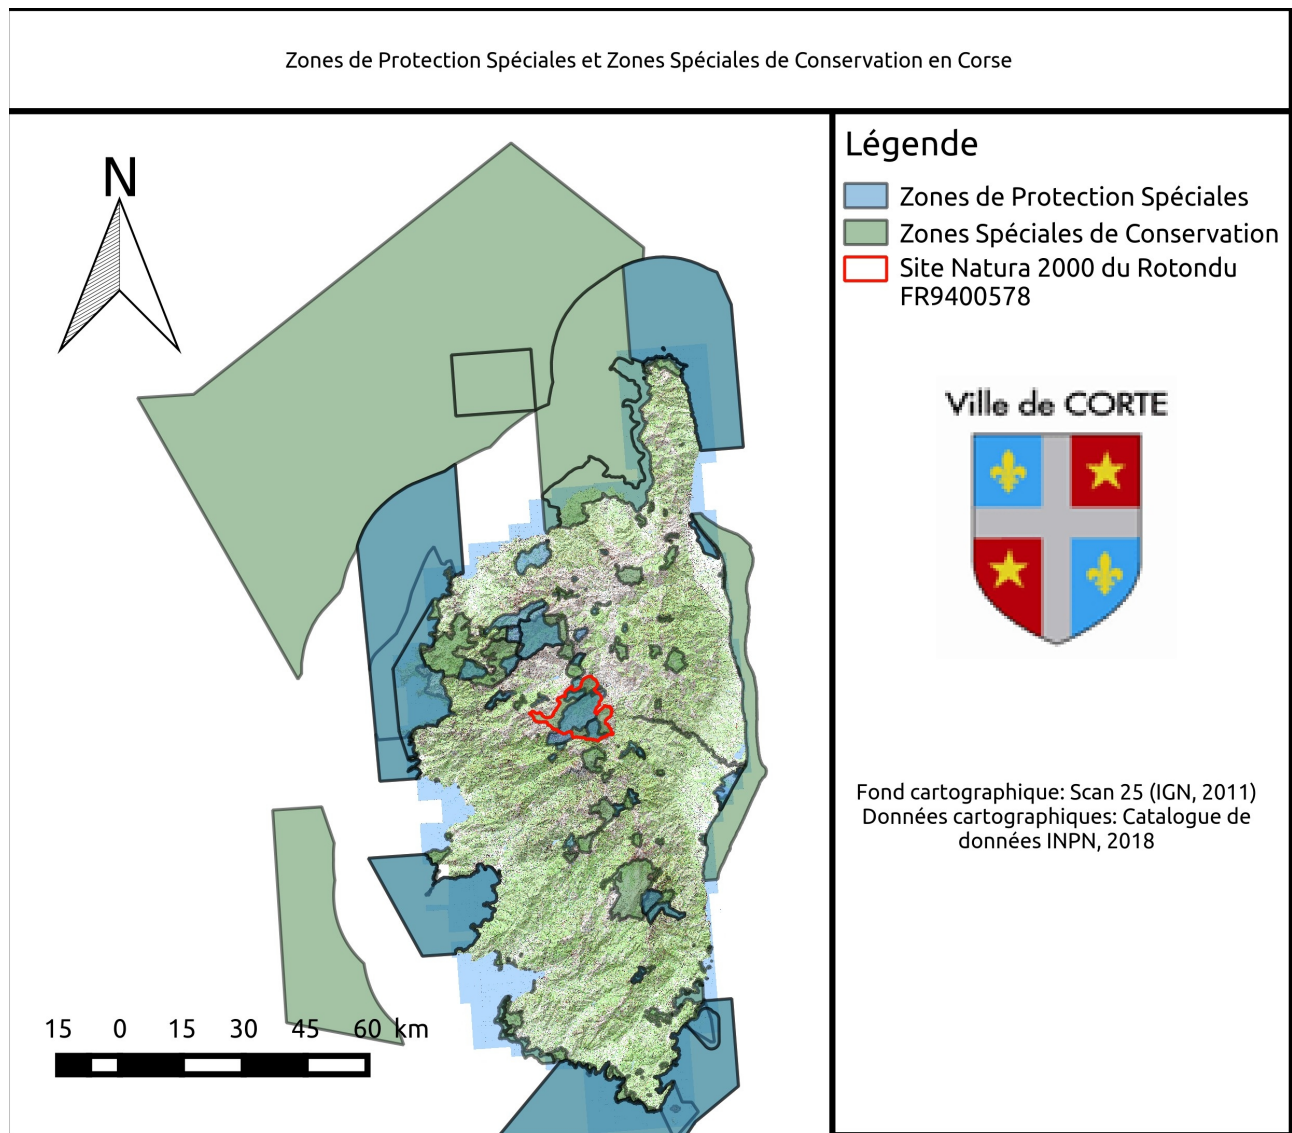 Zones de Protection Spéciales et Zones Spéciales de Conservation en Corse
N
Légende
Zones de Protection Spéciales
Zones Spéciales de Conservation
Site Natura 2000 du Rotondu
FR9400578
Ville de CORTE
Fond cartographique: Scan 25 (IGN, 2011)
Données cartographiques: Catalogue de
données INPN, 2018
15 0 15 30 45 60 km